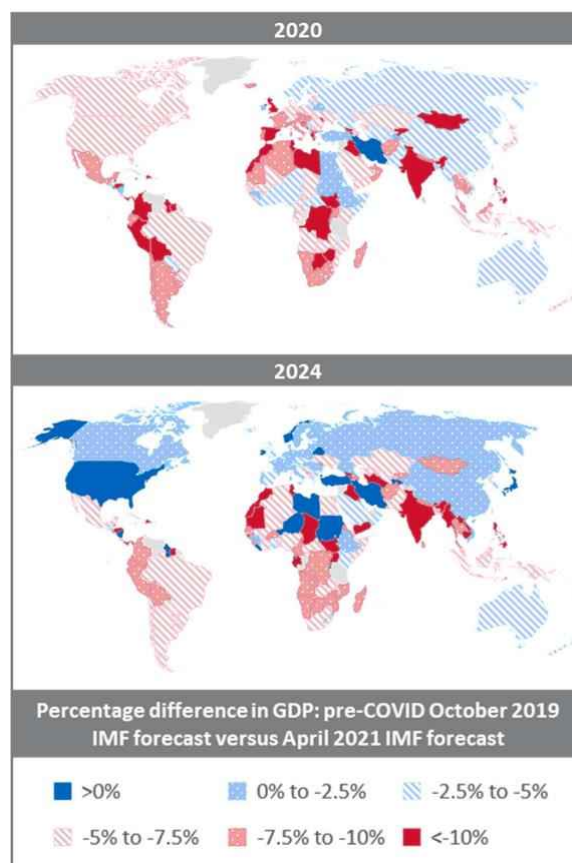 2020
2024
Percentage difference in GDP: pre-COVID October 2019
IMF forecast versus April 2021 IMF forecast
>0%
0% to -2.5%
-2.5% to -5%
-5% to -7.5%
-7.5% to -10%
<-10%